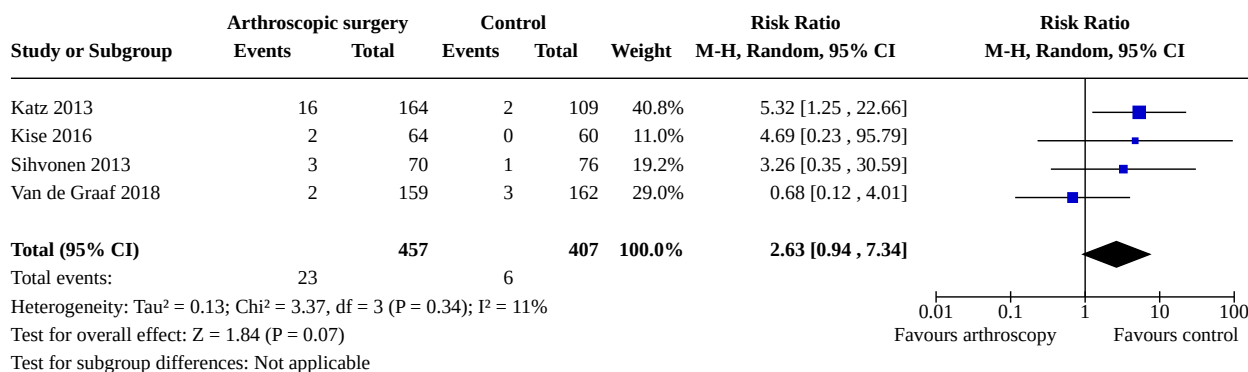 Arthroscopic surgery Control Risk Ratio Risk Ratio
Study or Subgroup Events Total Events Total Weight M-H, Random, 95% CI M-H, Random, 95% CI
Katz 2013 16 164 2 109 40.8% 5.32 [1.25 , 22.66]
Kise 2016 2 64 0 60 11.0% 4.69 [0.23 , 95.79]
Sihvonen 2013 3 70 1 76 19.2% 3.26 [0.35 , 30.59]
Van de Graaf 2018 2 159 3 162 29.0% 0.68 [0.12 , 4.01]
Total (95% CI) 457 407 100.0% 2.63 [0.94 , 7.34]
Total events: 23 6
Heterogeneity: Tau² = 0.13; Chi² = 3.37, df = 3 (P = 0.34); I² = 11%
0.01 0.1 1 10 100
Test for overall effect: Z = 1.84 (P = 0.07) Favours arthroscopy Favours control
Test for subgroup differences: Not applicable